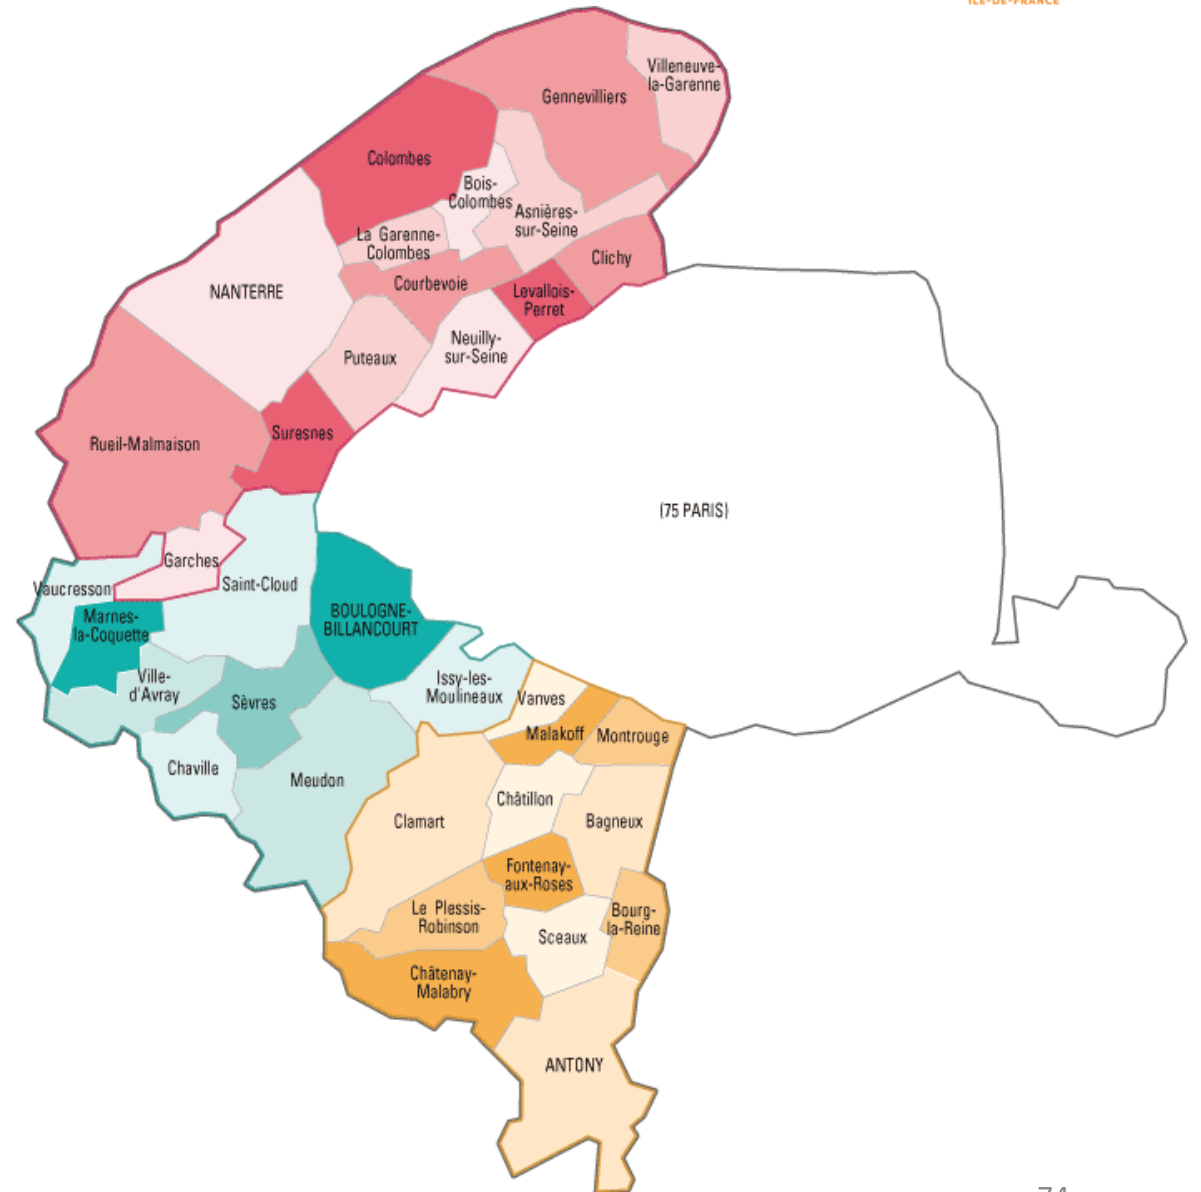 ILE-DE-FRANCE
Villeneuve-
la-Garenne
Gennevilliers
Colombes
Bois-
Colombes
Asnières-
sur-Seine
La Garenne-
Colombes
Clichy
Courbevoie
NANTERRE
Levallois-
Perret
Neuilly-
sur-Seine
Puteaux
Rueil-Malmaison
Suresnes
(75 PARIS)
Garches
Vaucresson
Saint-Cloud
Marnes-
la-Coquette
BOULOGNE-
BILLANCOURT
Ville-
d'Avray
Issy-les-
Moulineaux
Sèvres
Vanves
Malakoff
Montrouge
Chaville
Meudon
Châtillon
Clamart
Bagneux
Fontenay-
aux-Roses
Le Plessis-
Robinson
Bourg-
la-Reine
Sceaux
Châtenay-
Malabry
ANTONY